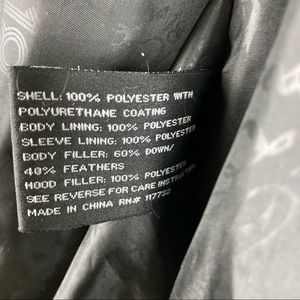 SHELL: 100% POLYESTER WITH
POLYURETHANE COATING
BODY LINING: 100% POLYESTER
SLEEVE LINING: 100% POLYESTER
BODY FILLER: 60% DOWN/
40% FEATHERS
HOOD FILLER: 100% POLYESTER
SEE REVERSE FOR CARE INSTRUCTIONS
MADE IN CHINA RN# 117752